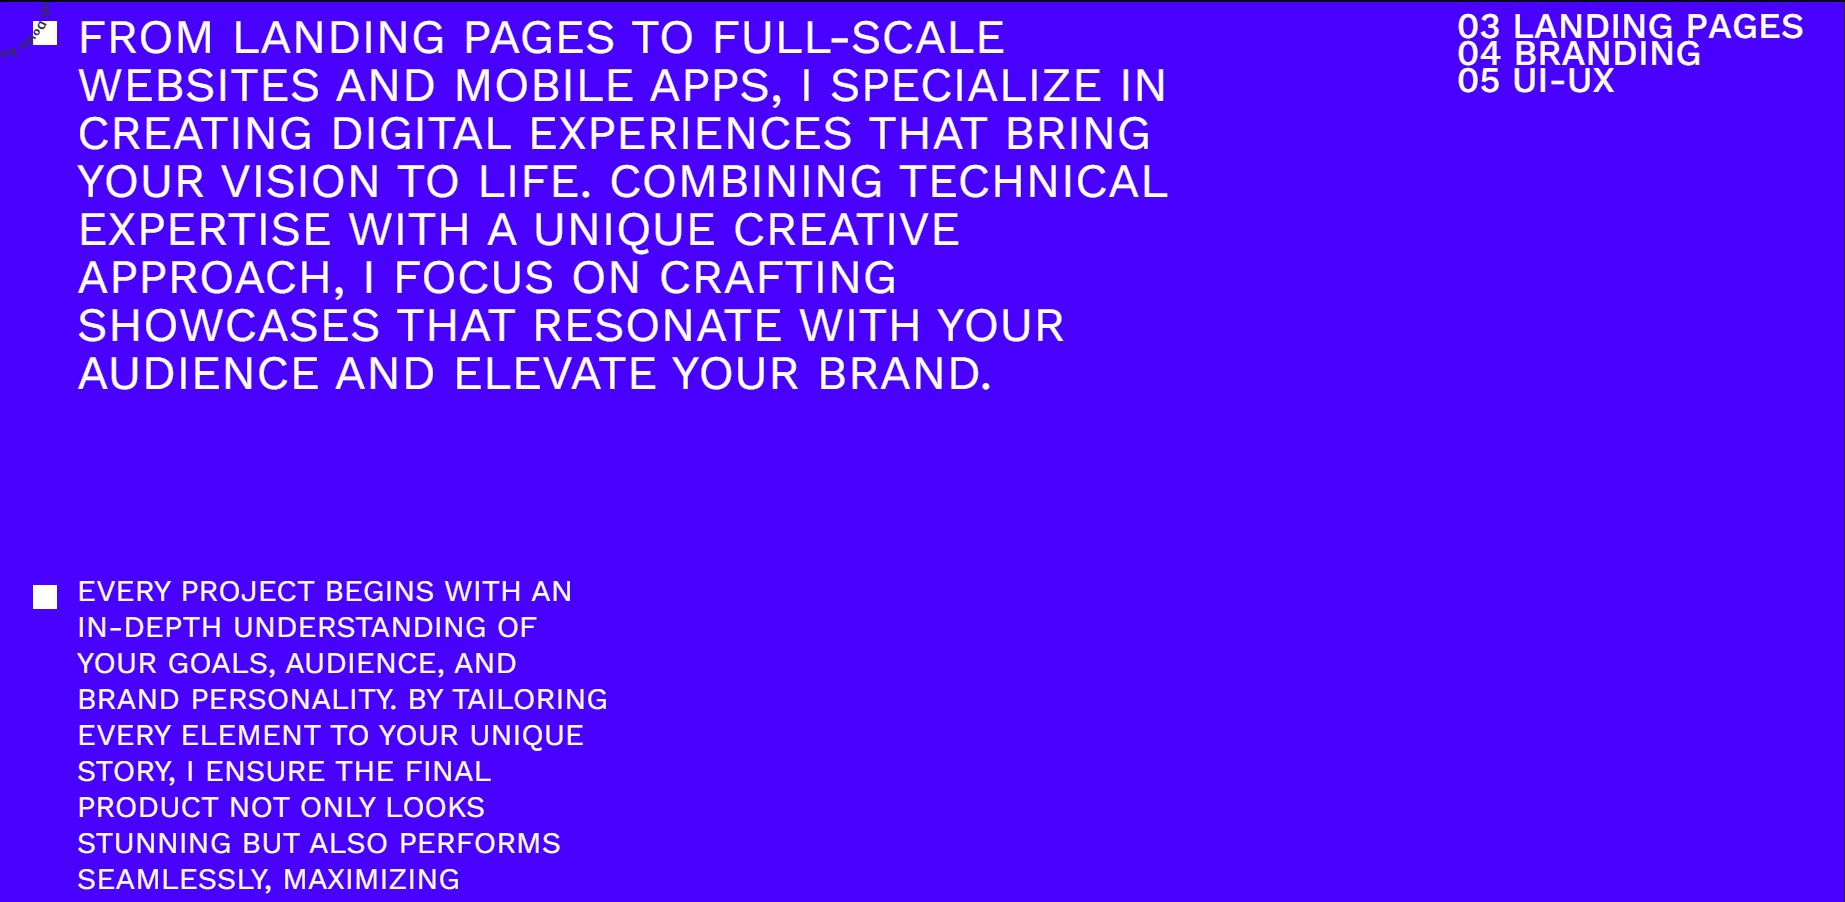 FROM LANDING PAGES TO FULL-SCALE
WEBSITES AND MOBILE APPS, I SPECIALIZE IN
CREATING DIGITAL EXPERIENCES THAT BRING
YOUR VISION TO LIFE. COMBINING TECHNICAL
EXPERTISE WITH A UNIQUE CREATIVE
APPROACH, I FOCUS ON CRAFTING
SHOWCASES THAT RESONATE WITH YOUR
AUDIENCE AND ELEVATE YOUR BRAND.
03 LANDING PAGES
04 BRANDING
05 UI-UX
EVERY PROJECT BEGINS WITH AN
IN-DEPTH UNDERSTANDING OF
YOUR GOALS, AUDIENCE, AND
BRAND PERSONALITY. BY TAILORING
EVERY ELEMENT TO YOUR UNIQUE
STORY, I ENSURE THE FINAL
PRODUCT NOT ONLY LOOKS
STUNNING BUT ALSO PERFORMS
SEAMLESSLY, MAXIMIZING